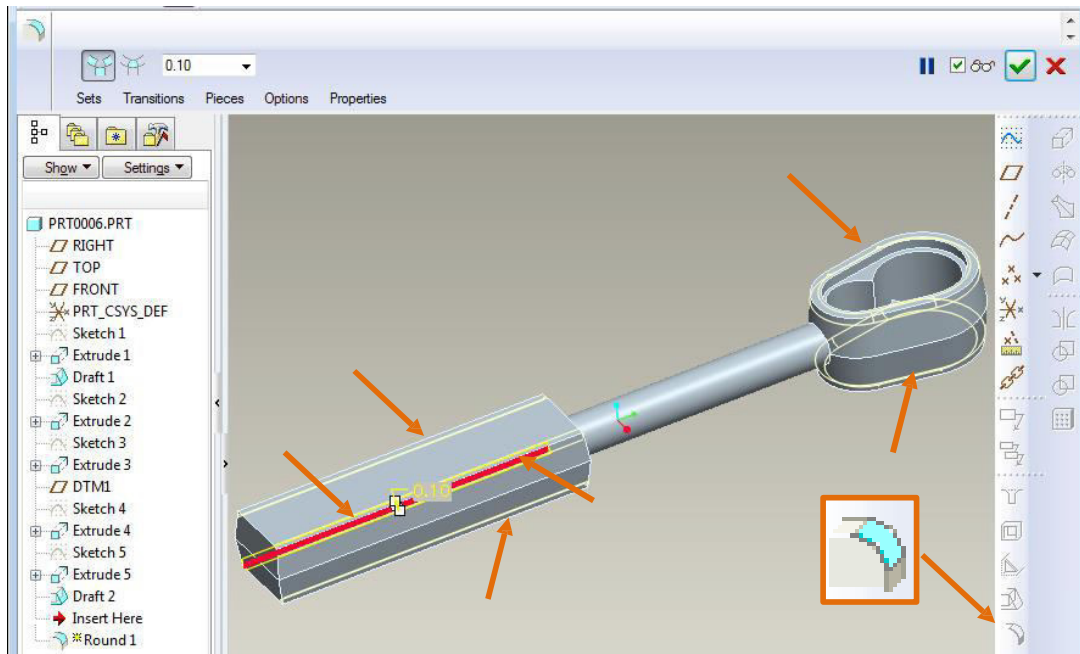 0.10
Sets Transitions Pieces Options Properties
Show Settings
PRT0006.PRT
RIGHT
TOP
FRONT
PRT_CSYS_DEF
Sketch 1
Extrude 1
Draft 1
Sketch 2
Extrude 2
Sketch 3
Extrude 3
DTM1
Sketch 4
Extrude 4
Sketch 5
Extrude 5
Draft 2
Insert Here
Round 1
0.10